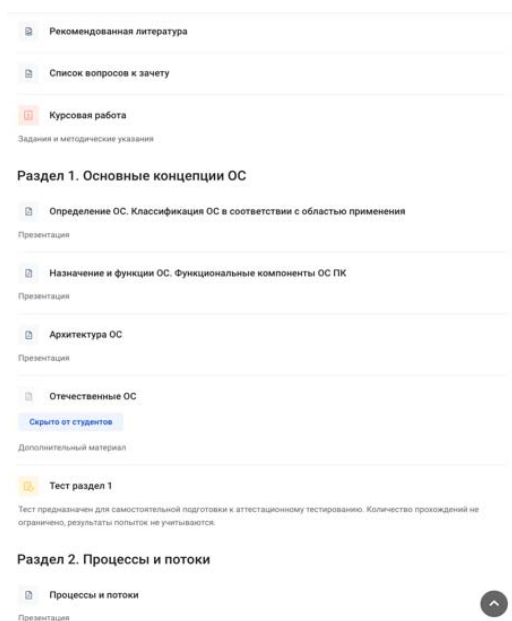 Рекомендованная литература
Список вопросов к зачету
Курсовая работа
Задания и методические указания
Раздел 1. Основные концепции ОС
Определение ОС. Классификация ОС в соответствии с областью применения
Презентация
Назначение и функции ОС. Функциональные компоненты ОС ПК
Презентация
Архитектура ОС
Презентация
Отечественные ОС
Скрыто от студентов
Дополнительный материал
Тест раздел 1
Тест предназначен для самостоятельной подготовки к аттестационному тестированию. Количество прохождений не
ограничено, результаты попыток не учитываются.
Раздел 2. Процессы и потоки
Процессы и потоки
Презентация